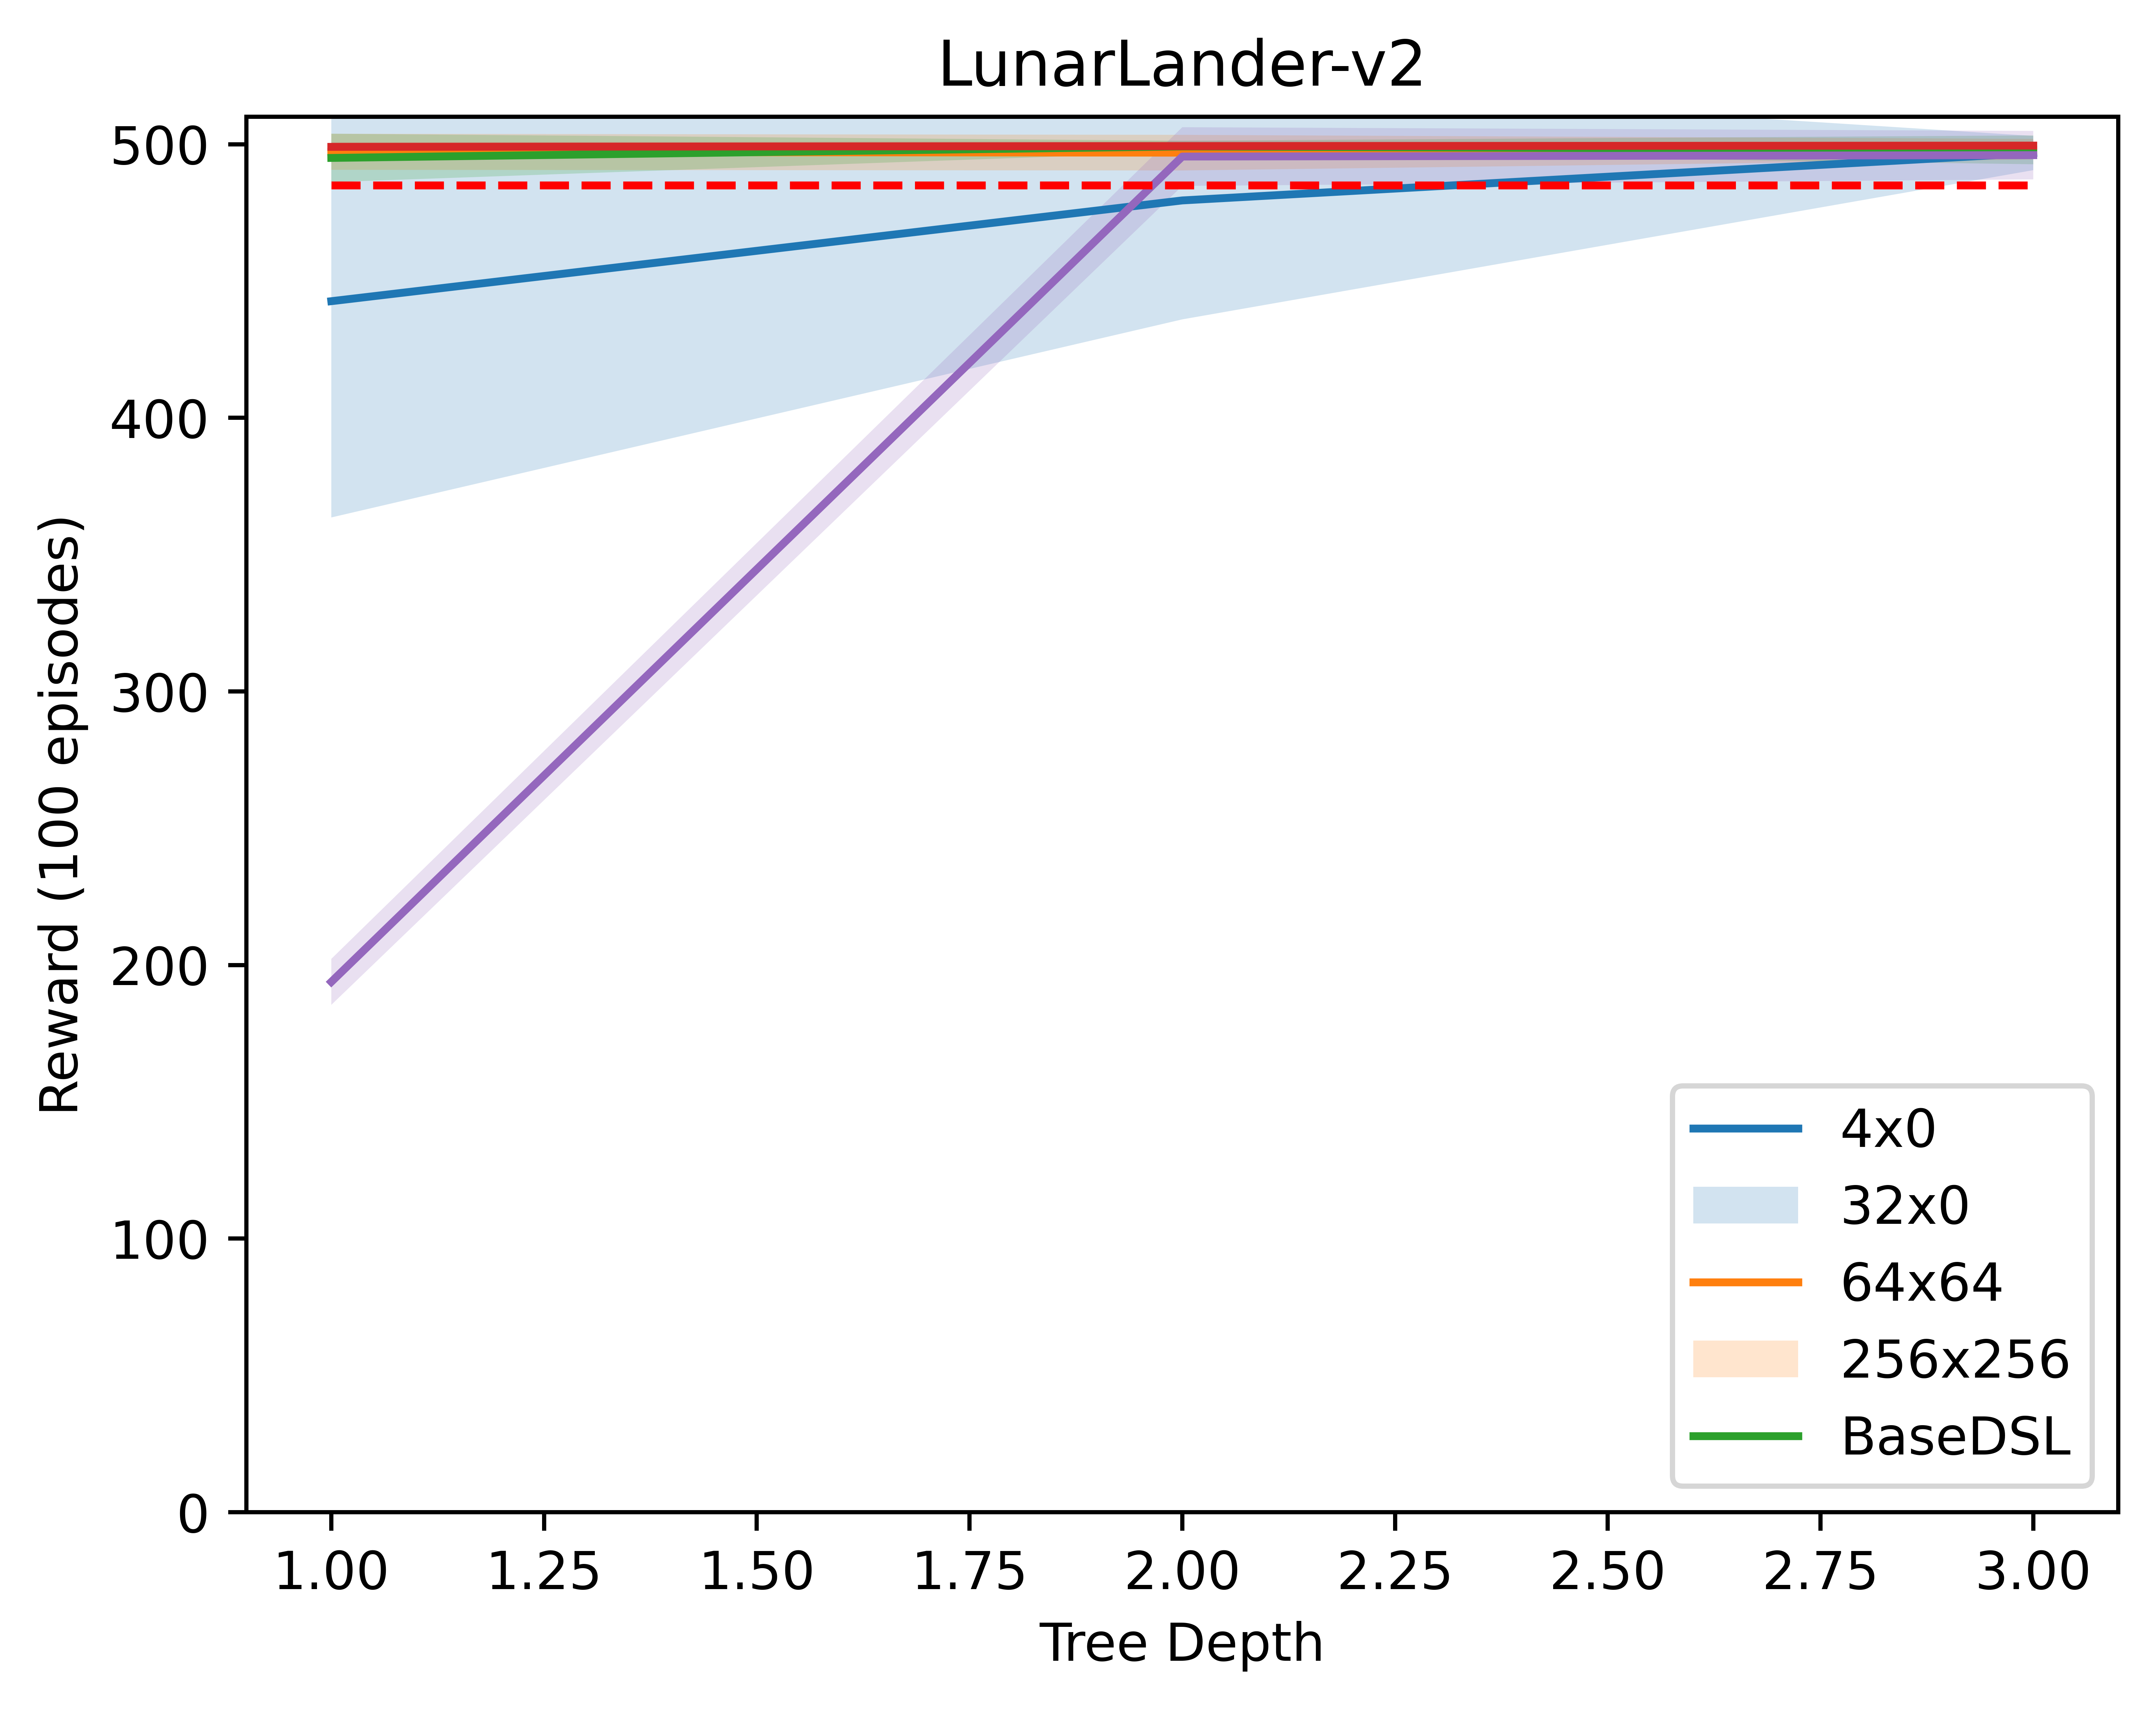 LunarLander-v2
Reward (100 episodes)
500
400
300
200
100
0
1.00 1.25 1.50 1.75 2.00 2.25 2.50 2.75 3.00
Tree Depth
4x0
32x0
64x64
256x256
BaseDSL